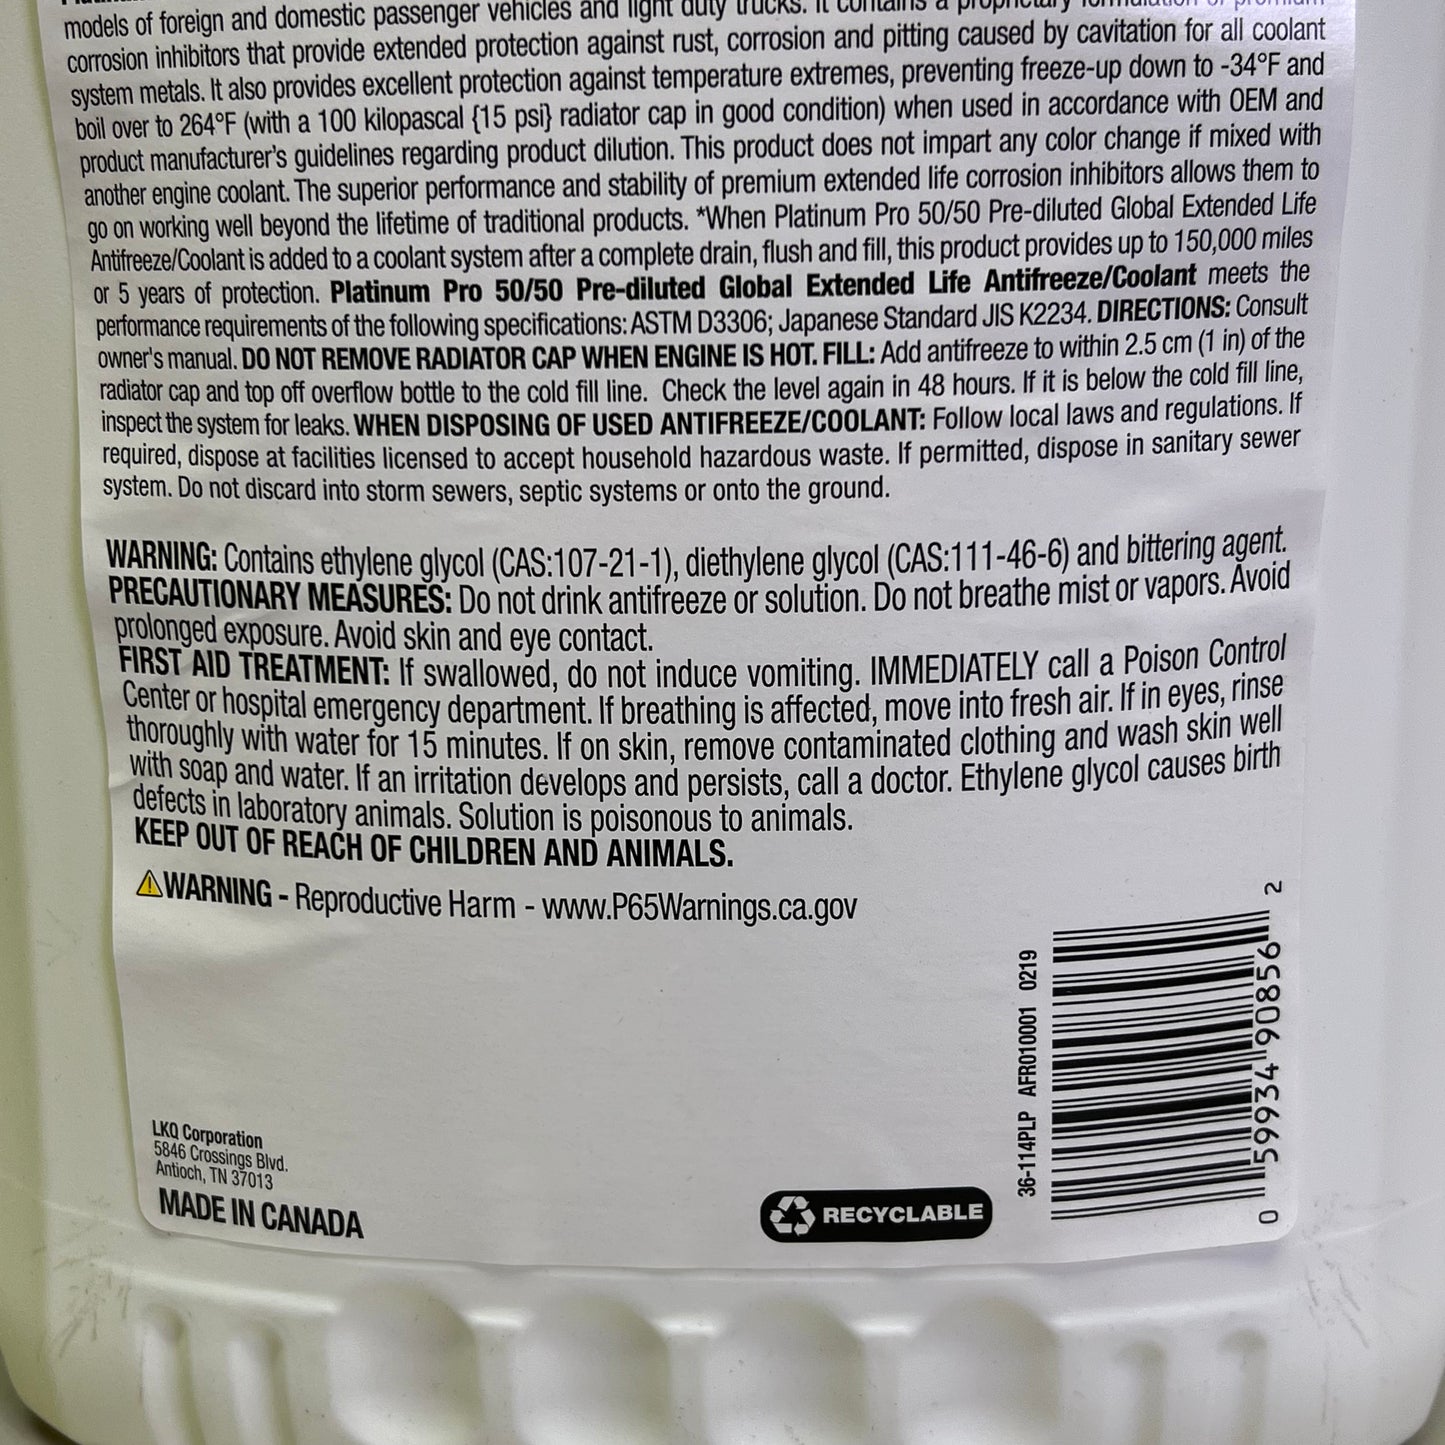 models of foreign and domestic passenger vehicles and light duty trucks. It contains a proprietary formulation of premium
corrosion inhibitors that provide extended protection against rust, corrosion and pitting caused by cavitation for all coolant
system metals. It also provides excellent protection against temperature extremes, preventing freeze-up down to -34°F and
boil over to 264°F (with a 100 kilopascal {15 psi} radiator cap in good condition) when used in accordance with OEM and
product manufacturer's guidelines regarding product dilution. This product does not impart any color change if mixed with
another engine coolant. The superior performance and stability of premium extended life corrosion inhibitors allows them to
go on working well beyond the lifetime of traditional products. *When Platinum Pro 50/50 Pre-diluted Global Extended Life
Antifreeze/Coolant is added to a coolant system after a complete drain, flush and fill, this product provides up to 150,000 miles
or 5 years of protection. Platinum Pro 50/50 Pre-diluted Global Extended Life Antifreeze/Coolant meets the
performance requirements of the following specifications: ASTM D3306; Japanese Standard JIS K2234. DIRECTIONS: Consult
owner's manual. DO NOT REMOVE RADIATOR CAP WHEN ENGINE IS HOT. FILL: Add antifreeze to within 2.5 cm (1 in) of the
radiator cap and top off overflow bottle to the cold fill line. Check the level again in 48 hours. If it is below the cold fill line,
inspect the system for leaks. WHEN DISPOSING OF USED ANTIFREEZE/COOLANT: Follow local laws and regulations. If
required, dispose at facilities licensed to accept household hazardous waste. If permitted, dispose in sanitary sewer
system. Do not discard into storm sewers, septic systems or onto the ground.
WARNING: Contains ethylene glycol (CAS:107-21-1), diethylene glycol (CAS:111-46-6) and bittering agent.
PRECAUTIONARY MEASURES: Do not drink antifreeze or solution. Do not breathe mist or vapors. Avoid
prolonged exposure. Avoid skin and eye contact.
FIRST AID TREATMENT: If swallowed, do not induce vomiting. IMMEDIATELY call a Poison Control
Center or hospital emergency department. If breathing is affected, move into fresh air. If in eyes, rinse
thoroughly with water for 15 minutes. If on skin, remove contaminated clothing and wash skin well
with soap and water. If an irritation develops and persists, call a doctor. Ethylene glycol causes birth
defects in laboratory animals. Solution is poisonous to animals.
KEEP OUT OF REACH OF CHILDREN AND ANIMALS.
⚠WARNING - Reproductive Harm - www.P65Warnings.ca.gov
LKQ Corporation
5846 Crossings Blvd.
Antioch, TN 37013
MADE IN CANADA
RECYCLABLE
36-114PLP AFR010001 0219
0 59934 90856 2